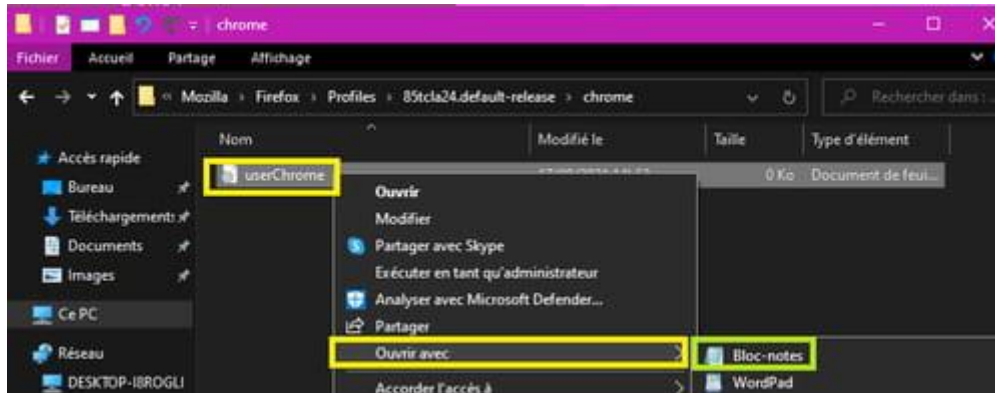 chrome
Fichier Accueil Partage Affichage
« Mozilla › Firefox › Profiles › 85tcla24.default-release › chrome Rechercher dans :
Nom Modifié le Taille Type d'élément
Accès rapide
userChrome 0 Ko Document de feui...
Bureau
Ouvrir
Modifier
Téléchargements
Partager avec Skype
Documents
Exécuter en tant qu'administrateur
Images
Analyser avec Microsoft Defender...
Ce PC
Partager
Réseau
Ouvrir avec
Bloc-notes
DESKTOP-I8ROGLI
Accorder l'accès à
WordPad